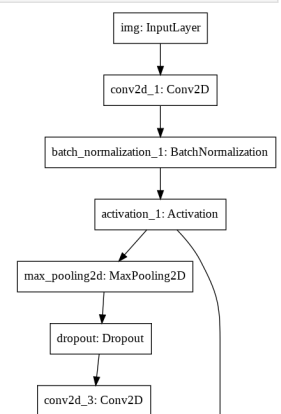 img: InputLayer
conv2d_1: Conv2D
batch_normalization_1: BatchNormalization
activation_1: Activation
max_pooling2d: MaxPooling2D
dropout: Dropout
conv2d_3: Conv2D